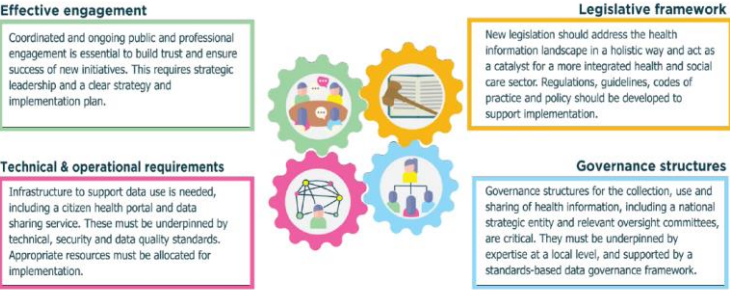 Effective engagement
Coordinated and ongoing public and professional
engagement is essential to build trust and ensure
success of new initiatives. This requires strategic
leadership and a clear strategy and
implementation plan.
Legislative framework
New legislation should address the health
information landscape in a holistic way and act as
a catalyst for a more integrated health and social
care sector. Regulations, guidelines, codes of
practice and policy should be developed to
support implementation.
Technical & operational requirements
Infrastructure to support data use is needed,
including a citizen health portal and data
sharing service. These must be underpinned by
technical, security and data quality standards.
Appropriate resources must be allocated for
implementation.
Governance structures
Governance structures for the collection, use and
sharing of health information, including a national
strategic entity and relevant oversight committees,
are critical. They must be underpinned by
expertise at a local level, and supported by a
standards-based data governance framework.